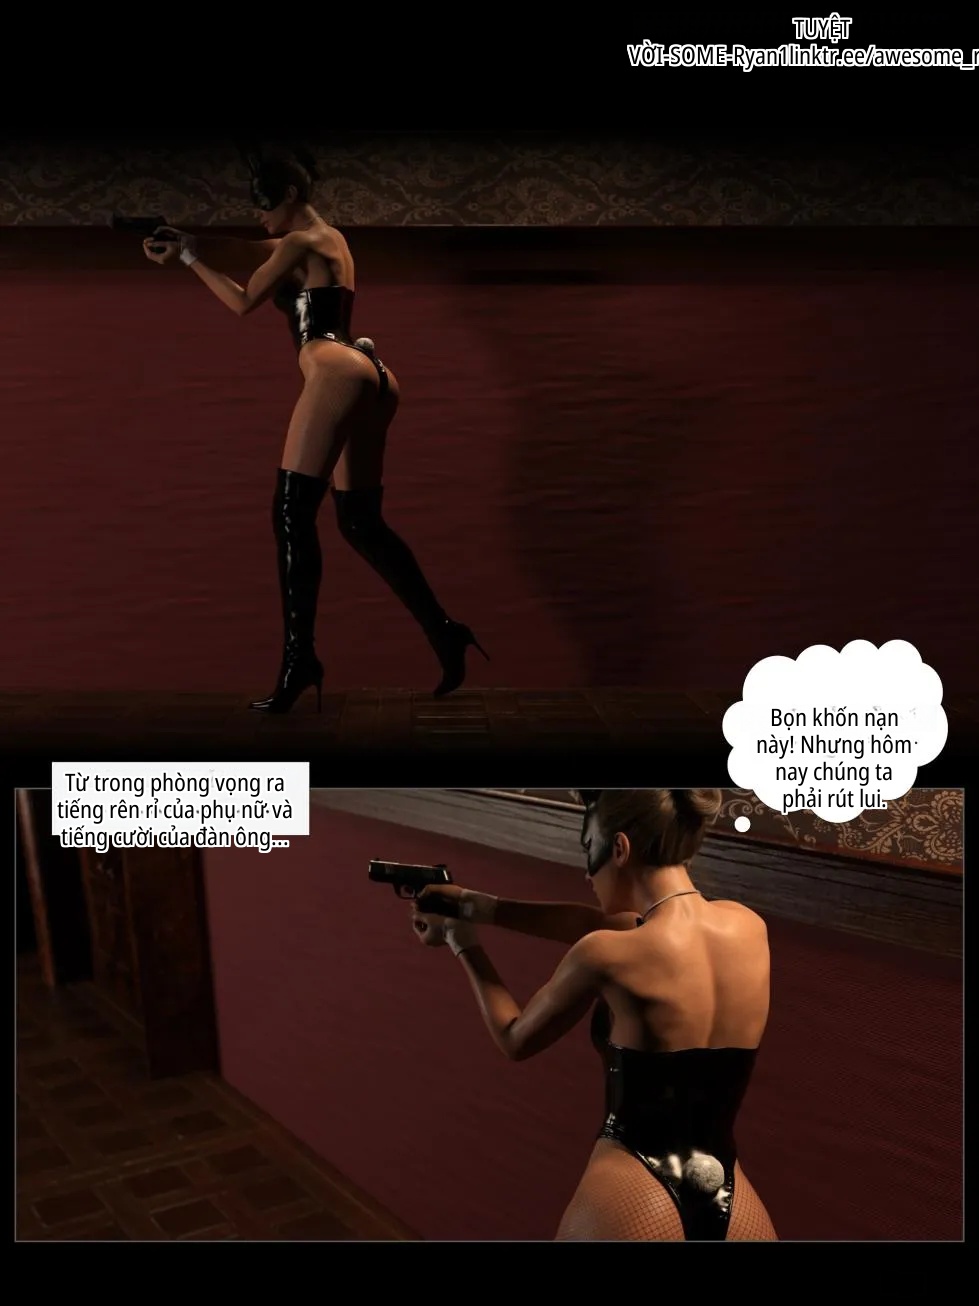 TUYỆT
VỜI-SOME-Ryan1linktr.ee/awesome_r
Bọn khốn nạn
này! Nhưng hôm
nay chúng ta
phải rút lui.
Từ trong phòng vọng ra
tiếng rên rỉ của phụ nữ và
tiếng cười của đàn ông...